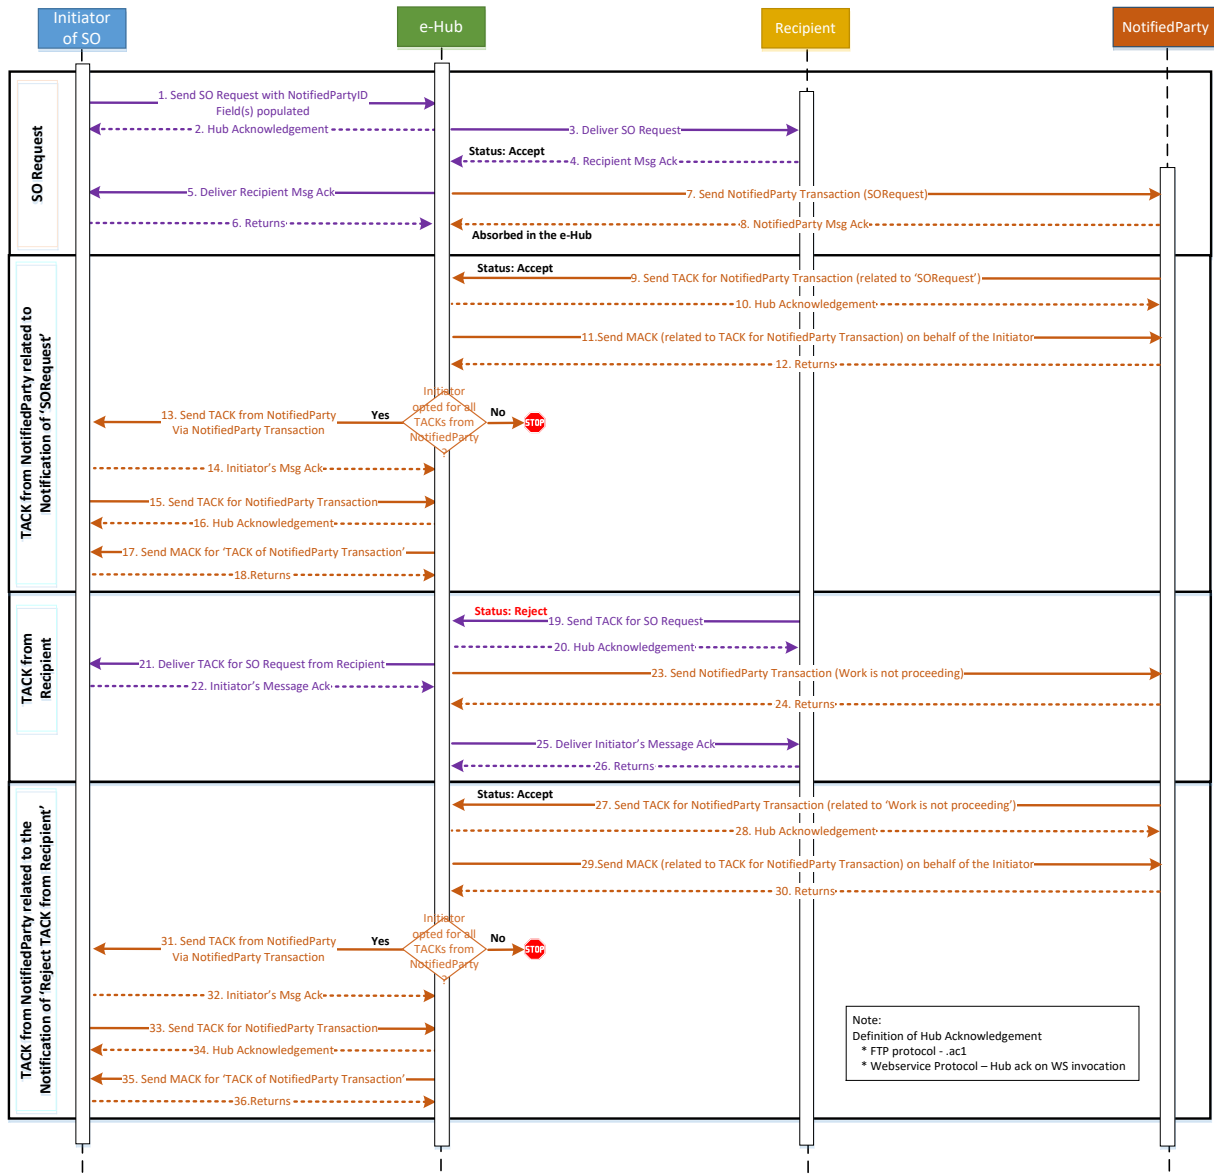 Initiator
of SO
e-Hub
Recipient
NotifiedParty
SO Request
1. Send SO Request with NotifiedPartyID
Field(s) populated
2. Hub Acknowledgement
3. Deliver SO Request
Status: Accept
4. Recipient Msg Ack
5. Deliver Recipient Msg Ack
7. Send NotifiedParty Transaction (SORequest)
6. Returns
8. NotifiedParty Msg Ack
Absorbed in the e-Hub
TACK from NotifiedParty related to
Notification of ‘SORequest’
Status: Accept
9. Send TACK for NotifiedParty Transaction (related to ‘SORequest’)
10. Hub Acknowledgement
11.Send MACK (related to TACK for NotifiedParty Transaction) on behalf of the Initiator
12. Returns
Initiator
opted for all
TACKs from
NotifiedParty
?
Yes
No
STOP
13. Send TACK from NotifiedParty
Via NotifiedParty Transaction
14. Initiator’s Msg Ack
15. Send TACK for NotifiedParty Transaction
16. Hub Acknowledgement
17. Send MACK for ‘TACK of NotifiedParty Transaction’
18.Returns
TACK from
Recipient
Status: Reject
19. Send TACK for SO Request
20. Hub Acknowledgement
21. Deliver TACK for SO Request from Recipient
23. Send NotifiedParty Transaction (Work is not proceeding)
22. Initiator’s Message Ack
24. Returns
25. Deliver Initiator’s Message Ack
26. Returns
TACK from NotifiedParty related to the
Notification of ‘Reject TACK from Recipient’
Status: Accept
27. Send TACK for NotifiedParty Transaction (related to ‘Work is not proceeding’)
28. Hub Acknowledgement
29.Send MACK (related to TACK for NotifiedParty Transaction) on behalf of the Initiator
30. Returns
Initiator
opted for all
TACKs from
NotifiedParty
?
Yes
No
STOP
31. Send TACK from NotifiedParty
Via NotifiedParty Transaction
32. Initiator’s Msg Ack
33. Send TACK for NotifiedParty Transaction
34. Hub Acknowledgement
35. Send MACK for ‘TACK of NotifiedParty Transaction’
36.Returns
Note:
Definition of Hub Acknowledgement
* FTP protocol - .ac1
* Webservice Protocol – Hub ack on WS invocation